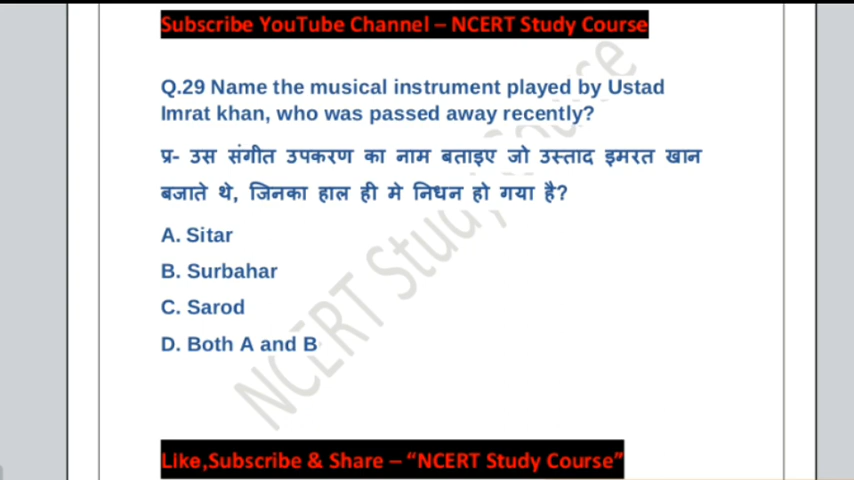 Subscribe YouTube Channel – NCERT Study Course
Q.29 Name the musical instrument played by Ustad
Imrat khan, who was passed away recently?
प्र- उस संगीत उपकरण का नाम बताइए जो उस्ताद इमरत खान
बजाते थे, जिनका हाल ही मे निधन हो गया है?
A. Sitar
B. Surbahar
C. Sarod
D. Both A and B
NCERT Study Course
Like,Subscribe & Share – “NCERT Study Course”